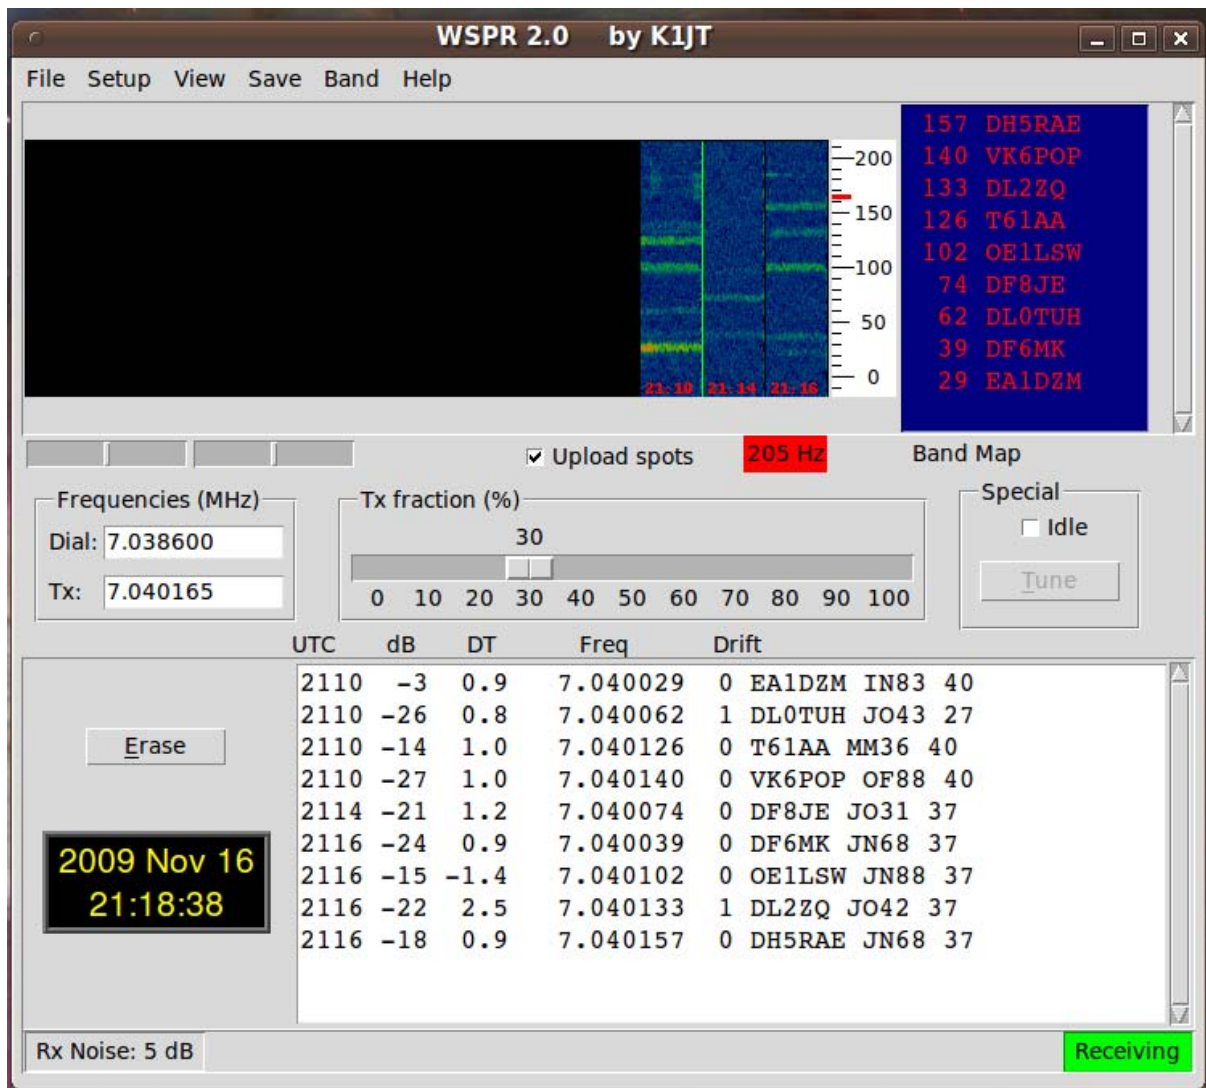 WSPR 2.0 by K1JT
File Setup View Save Band Help
157 DH5RAE
140 VK6POP
133 DL2ZQ
126 T61AA
102 OE1LSW
74 DF8JE
62 DL0TUH
39 DF6MK
29 EA1DZM
200
150
100
50
0
21:10 21:14 21:16
Upload spots 205 Hz Band Map
Frequencies (MHz)
Dial: 7.038600
Tx: 7.040165
Tx fraction (%)
30
0 10 20 30 40 50 60 70 80 90 100
Special
Idle
Tune
UTC dB DT Freq Drift
2110 -3 0.9 7.040029 0 EA1DZM IN83 40
2110 -26 0.8 7.040062 1 DL0TUH JO43 27
2110 -14 1.0 7.040126 0 T61AA MM36 40
2110 -27 1.0 7.040140 0 VK6POP OF88 40
2114 -21 1.2 7.040074 0 DF8JE JO31 37
2116 -24 0.9 7.040039 0 DF6MK JN68 37
2116 -15 -1.4 7.040102 0 OE1LSW JN88 37
2116 -22 2.5 7.040133 1 DL2ZQ JO42 37
2116 -18 0.9 7.040157 0 DH5RAE JN68 37
Erase
2009 Nov 16
21:18:38
Rx Noise: 5 dB
Receiving